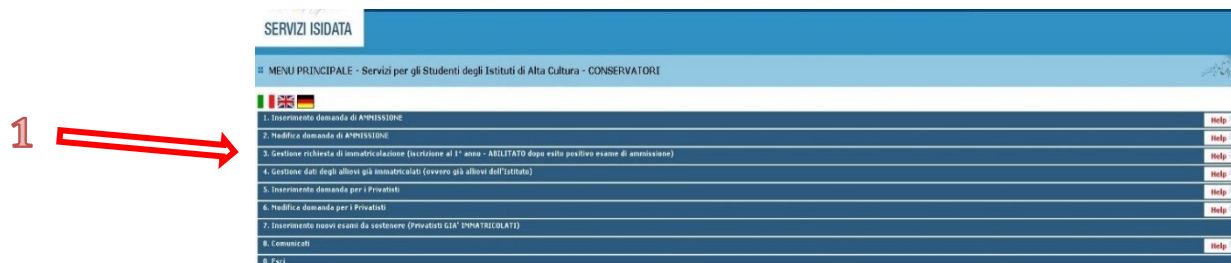 SERVIZI ISIDATA
MENU PRINCIPALE - Servizi per gli Studenti degli Istituti di Alta Cultura - CONSERVATORI
1
1. Inserimento domanda di AMMISSIONE
Help
2. Modifica domanda di AMMISSIONE
Help
3. Gestione richiesta di immatricolazione (iscrizione al 1° anno - ABILITATO dopo esito positivo esame di ammissione)
Help
4. Gestione dati degli allievi già immatricolati (ovvero già allievi dell'Istituto)
Help
5. Inserimento domanda per i Privatisti
Help
6. Modifica domanda per i Privatisti
Help
7. Inserimento nuovi esami da sostenere (Privatisti GIA' IMMATRICOLATI)
8. Comunicati
Help
9. Esci